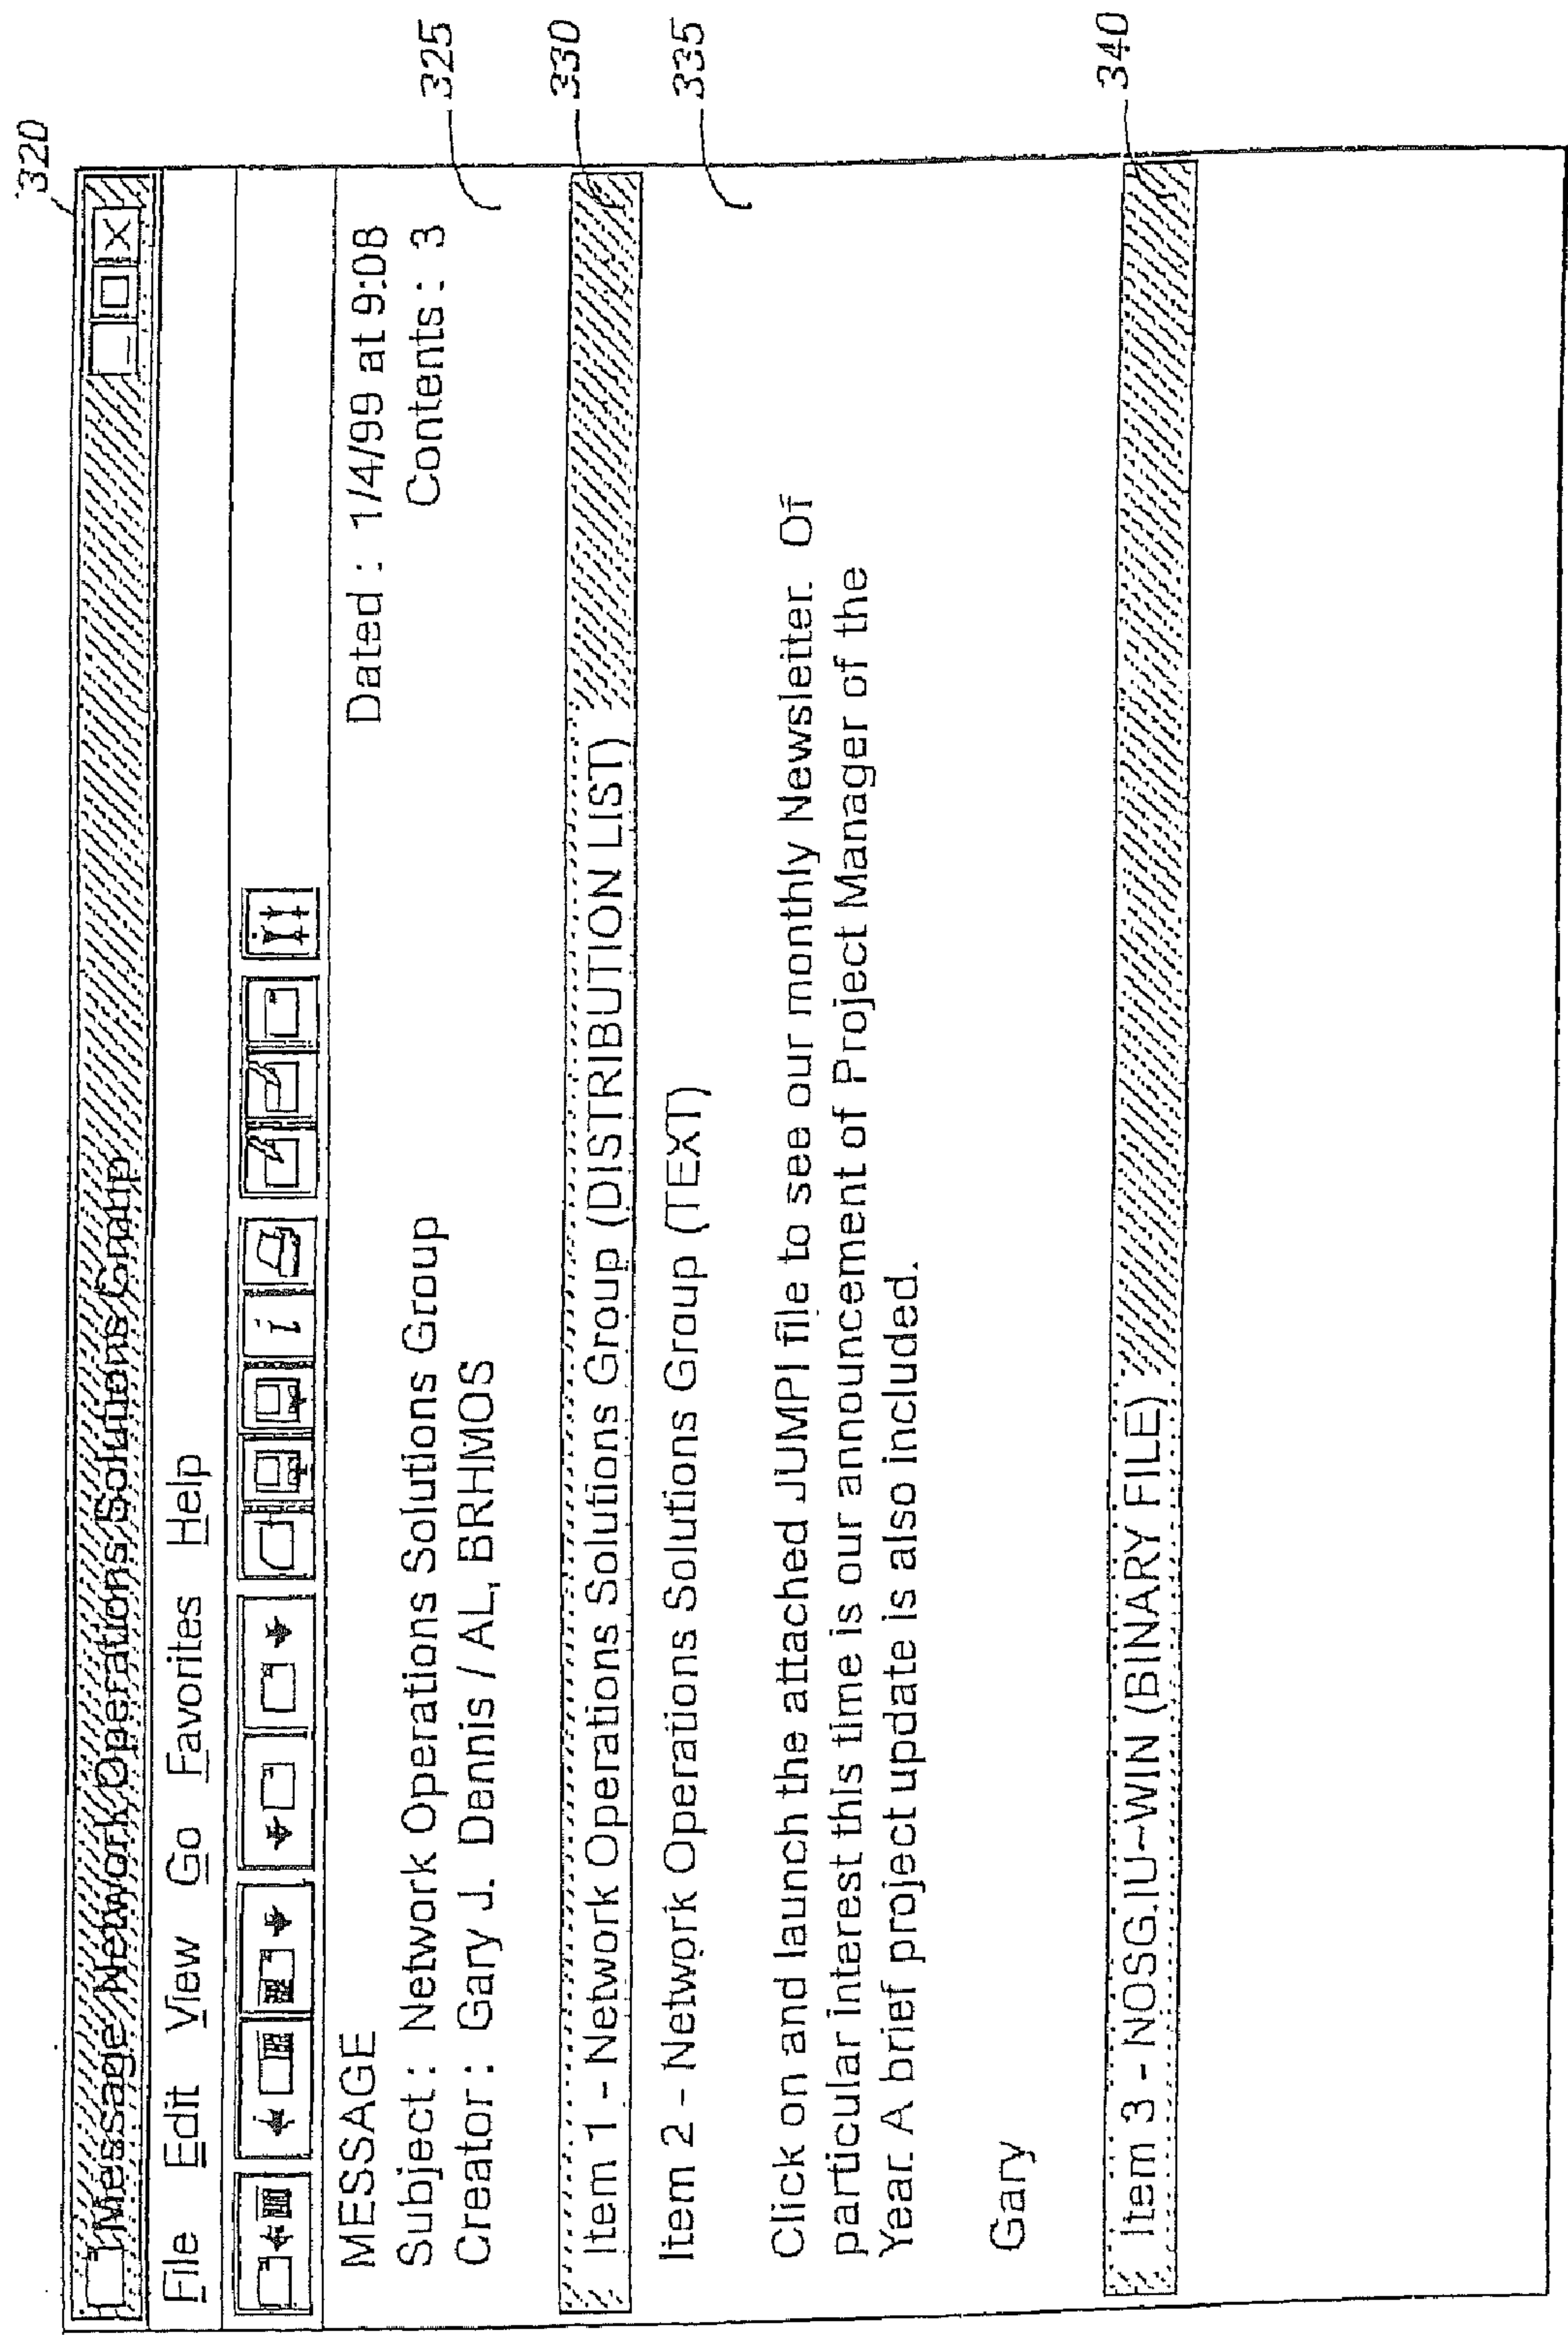 320
Message/Network Operations Solutions Group
File Edit View Go Favorites Help
i
MESSAGE
Dated : 1/4/99 at 9:08
Subject : Network Operations Solutions Group
Contents : 3
Creator : Gary J. Dennis / AL, BRHMOS
325
Item 1 - Network Operations Solutions Group (DISTRIBUTION LIST)
330
Item 2 - Network Operations Solutions Group (TEXT)
335
Click on and launch the attached JUMPI file to see our monthly Newsletter. Of
particular interest this time is our announcement of Project Manager of the
Year. A brief project update is also included.
Gary
Item 3 - NOSG.IU~WIN (BINARY FILE)
340